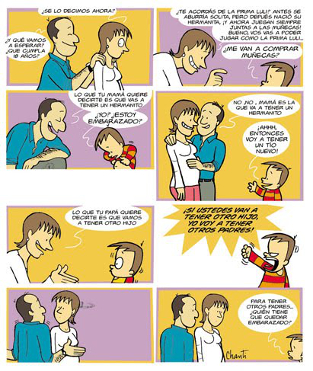 ¿SE LO DECIMOS AHORA?
¡Y QUÉ VAMOS
A ESPERAR!
¿QUE CUMPLA
18 AÑOS?
¿TE ACORDÁS DE LA PRIMA LULI? ANTES SE
ABURRÍA SOLITA, PERO DESPUÉS NACIÓ SU
HERMANITA, ¡Y AHORA JUEGAN SIEMPRE
JUNTAS A LAS MUÑECAS!
BUENO, VOS VAS A PODER
JUGAR COMO LA PRIMA LULI...
¿ME VAN A COMPRAR
MUÑECAS?
LO QUE TU MAMÁ QUIERE
DECIRTE ES QUE VAS A
TENER UN HERMANITO.
¿YO? ¿ESTOY
EMBARAZADO?
NO, NO, MAMÁ ES LA
QUE VA A TENER UN
HERMANITO
¡AHHH,
ENTONCES
VOY A
TENER UN
TÍO
NUEVO!
LO QUE TU PAPÁ QUIERE
DECIRTE ES QUE VAMOS A
TENER OTRO HIJO
¡SI USTEDES VAN A
TENER OTRO HIJO,
YO VOY A TENER
OTROS PADRES!
PARA TENER
OTROS PADRES...
¿QUIÉN TIENE
QUE QUEDAR
EMBARAZADO?
Chanti